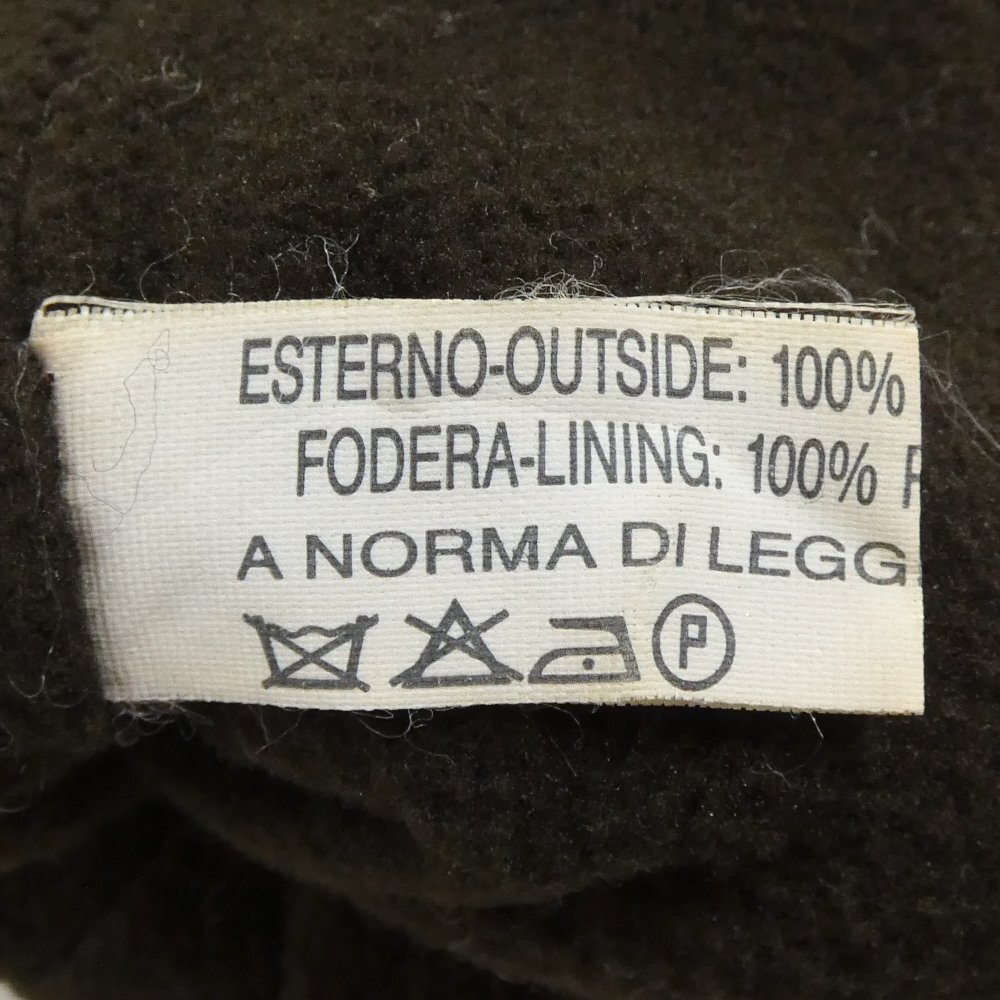 ESTERNO-OUTSIDE: 100%
FODERA-LINING: 100%
A NORMA DI LEGG
P